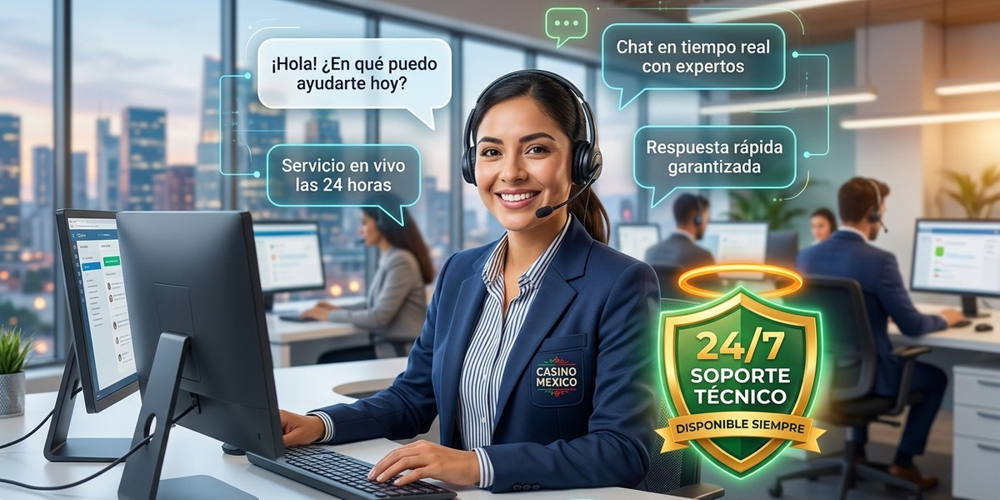 ¡Hola! ¿En qué puedo
ayudarte hoy?
Servicio en vivo
las 24 horas
Chat en tiempo real
con expertos
Respuesta rápida
garantizada
CASINO
MEXICO
24/7
SOPORTE
TÉCNICO
DISPONIBLE SIEMPRE